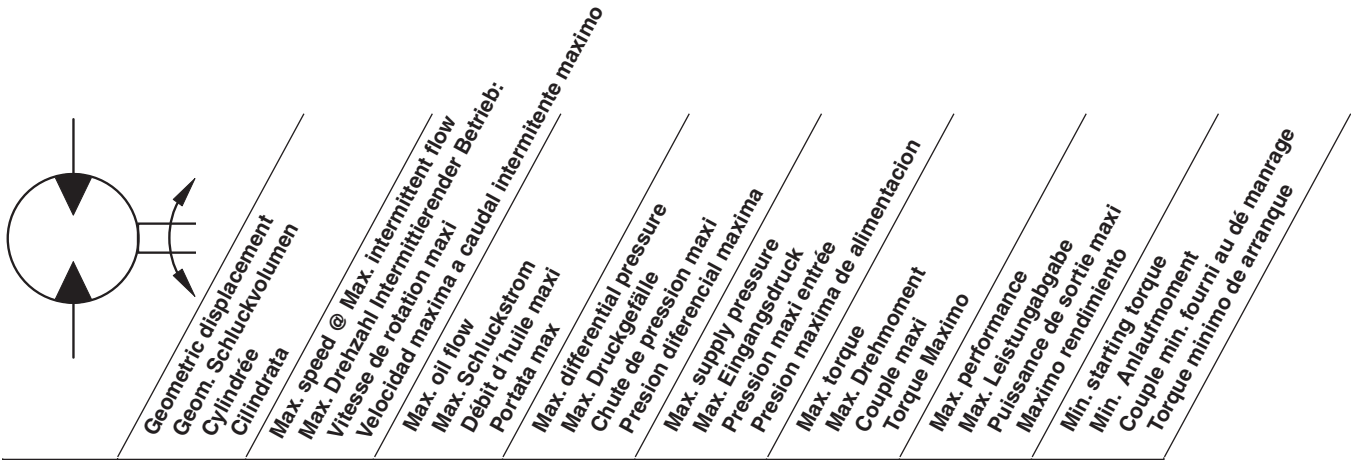 Geometric displacement
Geom. Schluckvolumen
Cylindrée
Cilindrata
Max. speed @ Max. intermittent flow
Max. Drehzahl Intermittierender Betrieb:
Vitesse de rotation maxi
Velocidad maxima a caudal intermitente maximo
Max. oil flow
Max. Schluckstrom
Débit d´huile maxi
Portata max
Max. differential pressure
Max. Druckgefälle
Chute de pression maxi
Presion diferencial maxima
Max. supply pressure
Max. Eingangsdruck
Pression maxi entrée
Presion maxima de alimentacion
Max. torque
Max. Drehmoment
Couple maxi
Torque Maximo
Max. performance
Max. Leistungabgabe
Puissance de sortie maxi
Maximo rendimiento
Min. starting torque
Min. Anlaufmoment
Couple min. fourni au dé manrage
Torque minimo de arranque